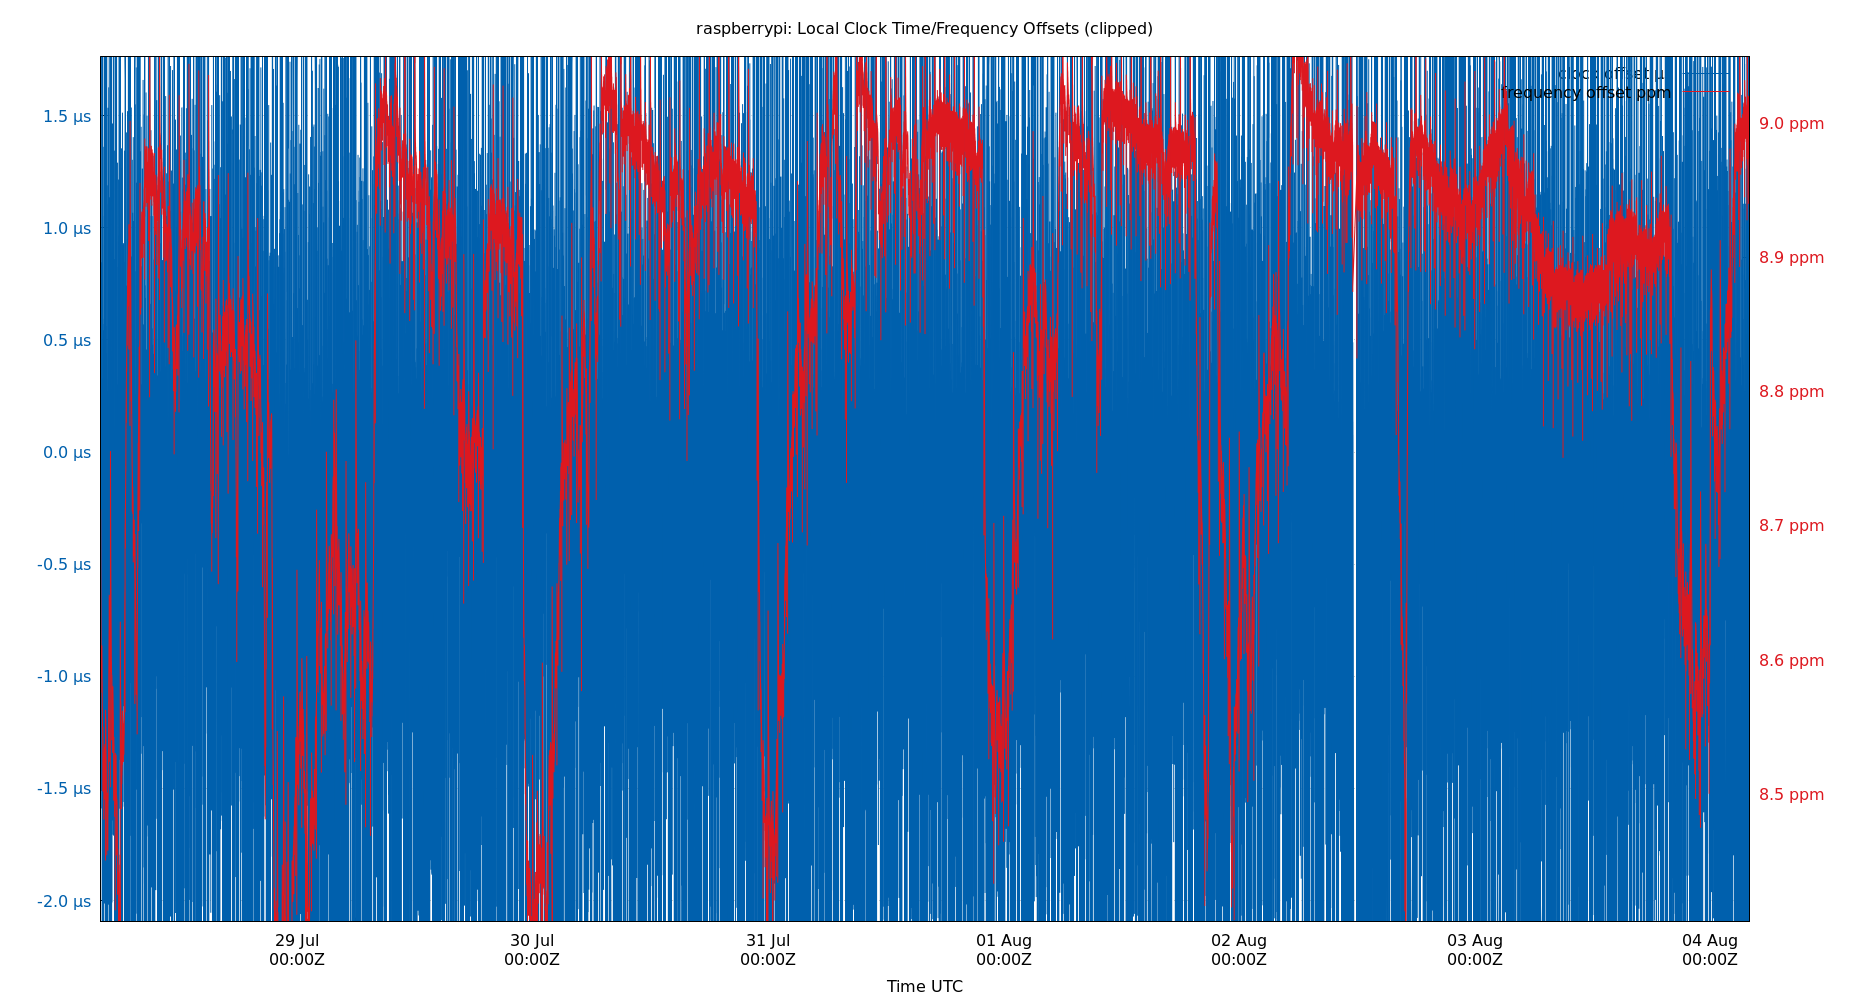 raspberrypi: Local Clock Time/Frequency Offsets (clipped)
clock offset
frequency offset ppm
1.5 μs
1.0 μs
0.5 μs
0.0 μs
-0.5 μs
-1.0 μs
-1.5 μs
-2.0 μs
9.0 ppm
8.9 ppm
8.8 ppm
8.7 ppm
8.6 ppm
8.5 ppm
29 Jul
00:00Z
30 Jul
00:00Z
31 Jul
00:00Z
01 Aug
00:00Z
02 Aug
00:00Z
03 Aug
00:00Z
04 Aug
00:00Z
Time UTC